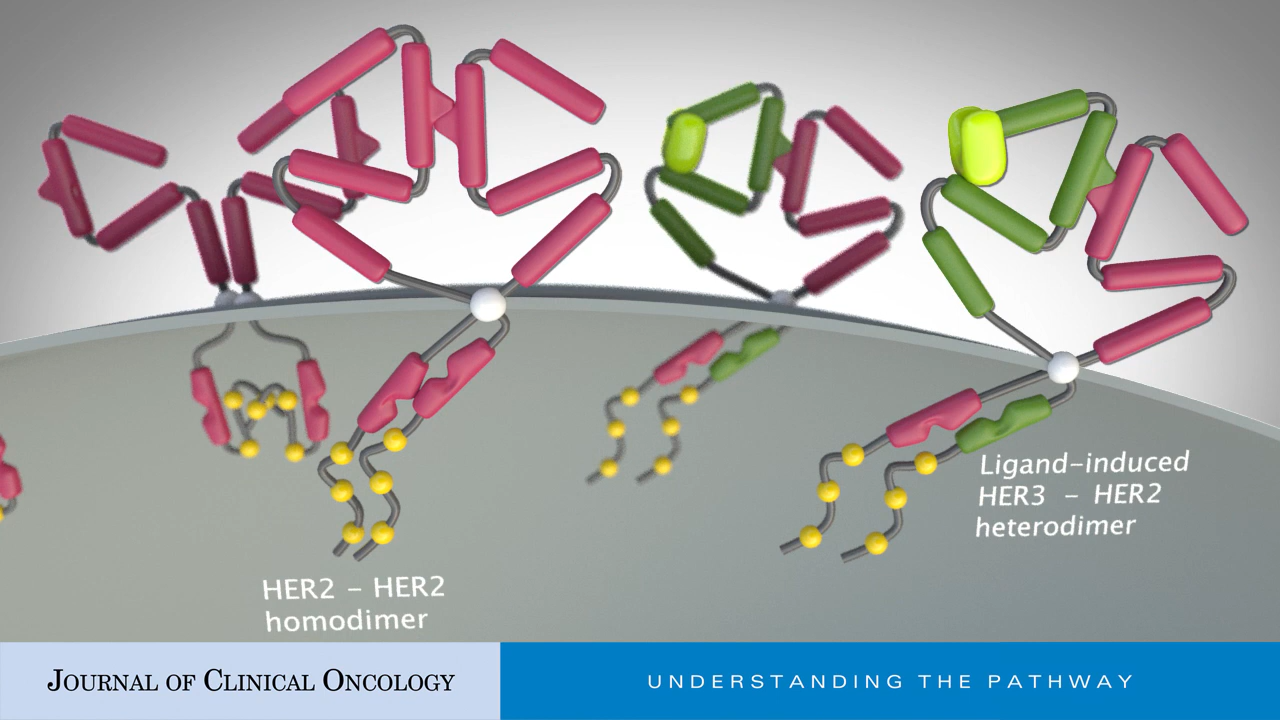 Ligand-induced
HER3 – HER2
heterodimer
HER2 – HER2
homodimer
JOURNAL OF CLINICAL ONCOLOGY
UNDERSTANDING THE PATHWAY